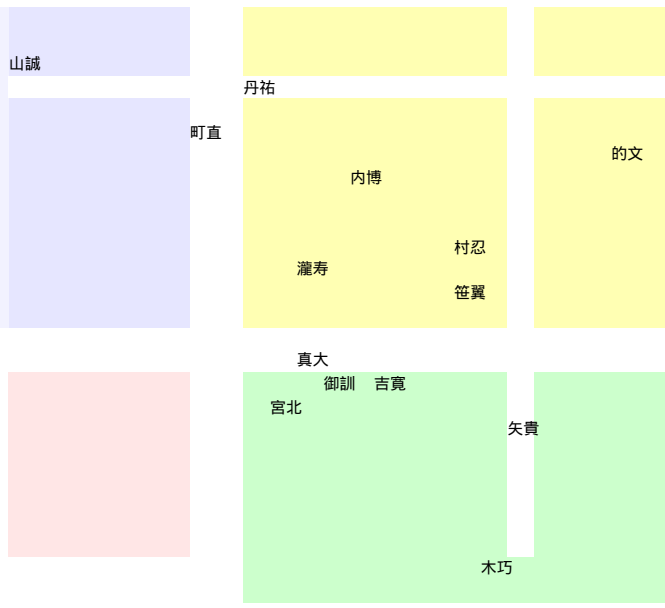 山誠
丹祐
町直
的文
内博
村忍
瀧寿
笹翼
真大
御訓 吉寛
宮北
矢貴
木巧